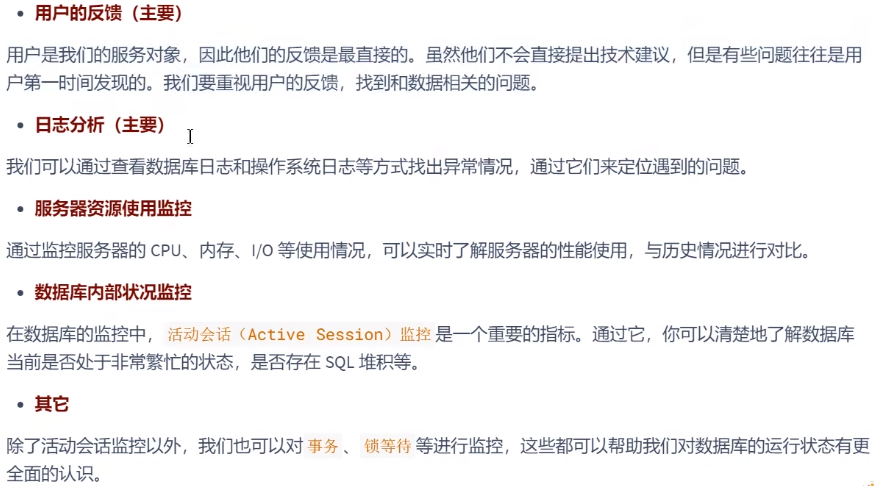 • 用户的反馈（主要）
用户是我们的服务对象，因此他们的反馈是最直接的。虽然他们不会直接提出技术建议，但是有些问题往往是用
户第一时间发现的。我们要重视用户的反馈，找到和数据相关的问题。
• 日志分析（主要）
我们可以通过查看数据库日志和操作系统日志等方式找出异常情况，通过它们来定位遇到的问题。
• 服务器资源使用监控
通过监控服务器的 CPU、内存、I/O 等使用情况，可以实时了解服务器的性能使用，与历史情况进行对比。
• 数据库内部状况监控
在数据库的监控中，活动会话（Active Session）监控 是一个重要的指标。通过它，你可以清楚地了解数据库
当前是否处于非常繁忙的状态，是否存在 SQL 堆积等。
• 其它
除了活动会话监控以外，我们也可以对 事务 、 锁等待 等进行监控，这些都可以帮助我们对数据库的运行状态有更
全面的认识。